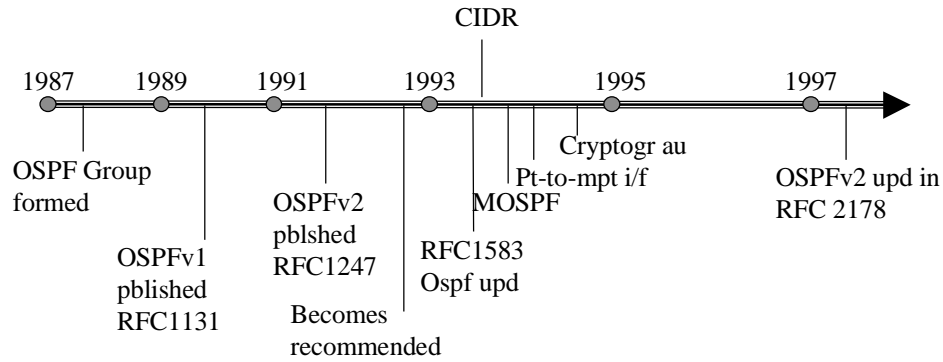 CIDR
1987
1989
1991
1993
1995
1997
OSPF Group
formed
OSPFv1
pblished
RFC1131
OSPFv2
pblshed
RFC1247
Becomes
recommended
RFC1583
Ospf upd
MOSPF
Pt-to-mpt i/f
Cryptogr au
OSPFv2 upd in
RFC 2178